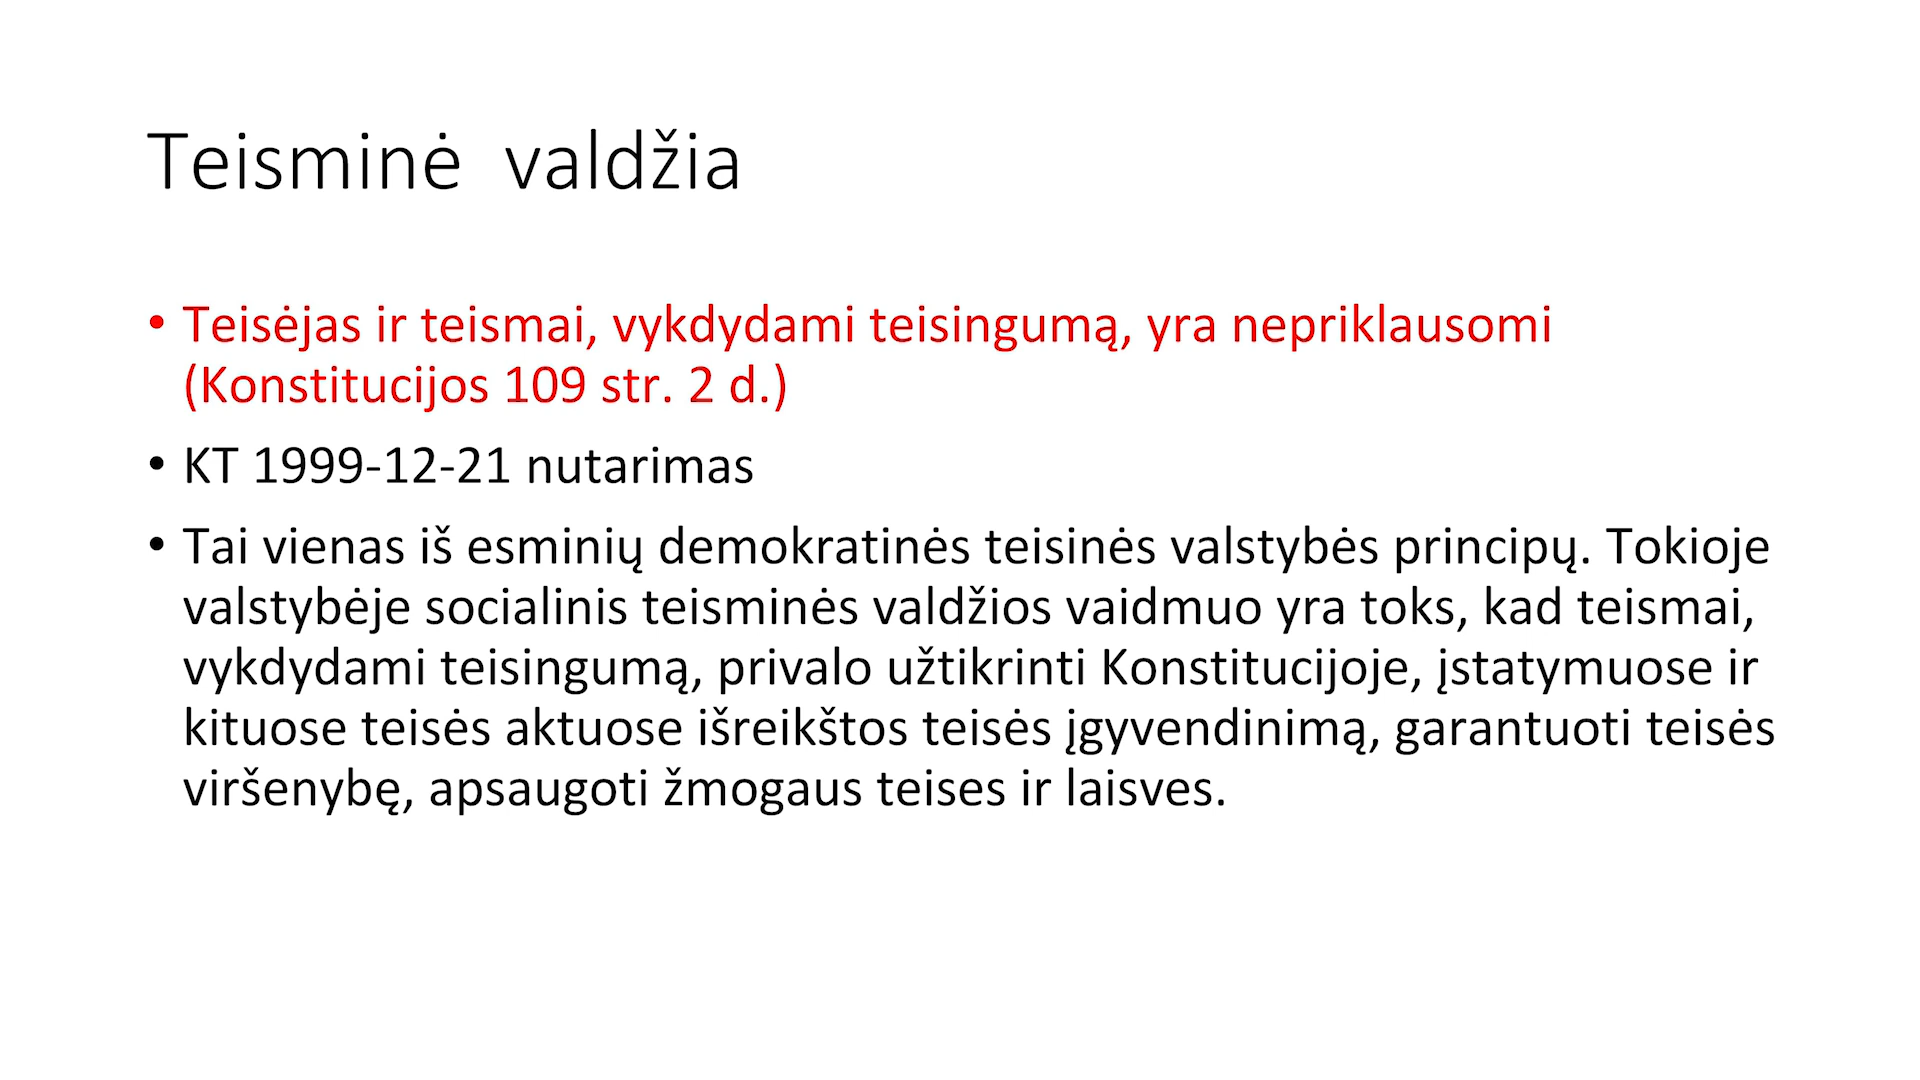 Teisminė valdžia
• Teisėjas ir teismai, vykdydami teisingumą, yra nepriklausomi
(Konstitucijos 109 str. 2 d.)
• KT 1999-12-21 nutarimas
• Tai vienas iš esminių demokratinės teisinės valstybės principų. Tokioje
valstybėje socialinis teisminės valdžios vaidmuo yra toks, kad teismai,
vykdydami teisingumą, privalo užtikrinti Konstitucijoje, įstatymuose ir
kituose teisės aktuose išreikštos teisės įgyvendinimą, garantuoti teisės
viršenybę, apsaugoti žmogaus teises ir laisves.